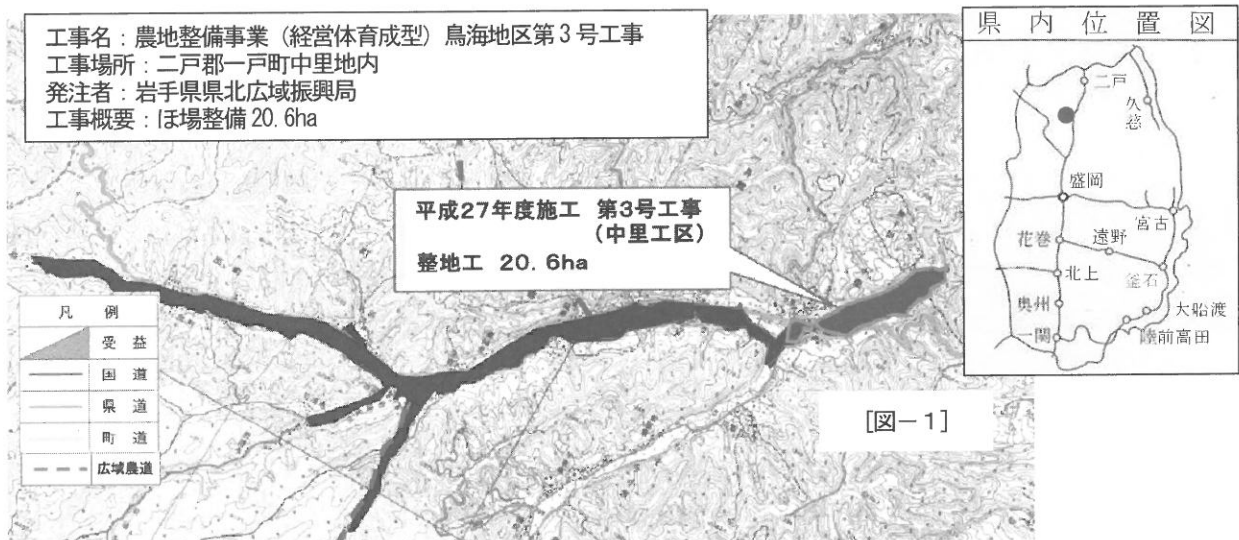 工事名：農地整備事業（経営体育成型）鳥海地区第3号工事
工事場所：二戸郡一戸町中里地内
発注者：岩手県県北広域振興局
工事概要：ほ場整備 20.6ha
平成27年度施工 第3号工事
（中里工区）
整地工 20.6ha
凡例
受益
国道
県道
町道
広域農道
[図－1]
県内位置図
二戸
久慈
盛岡
宮古
花巻
遠野
釜石
北上
奥州
大船渡
一関
陸前高田